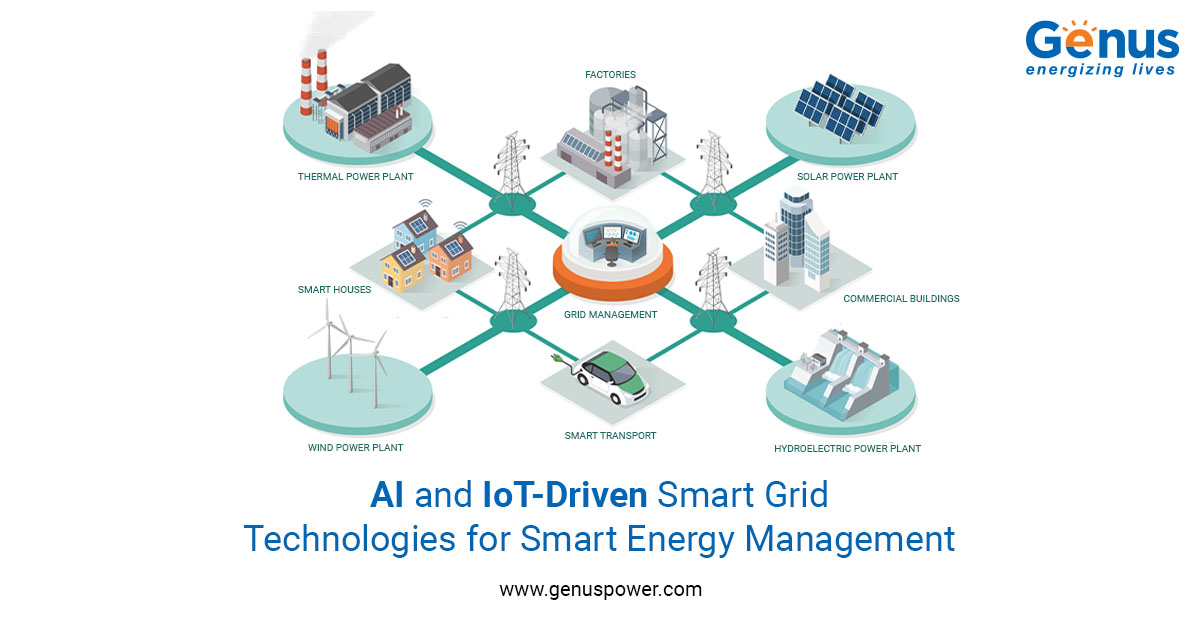 Genus
energizing lives
FACTORIES
THERMAL POWER PLANT
SOLAR POWER PLANT
SMART HOUSES
COMMERCIAL BUILDINGS
GRID MANAGEMENT
SMART TRANSPORT
WIND POWER PLANT
HYDROELECTRIC POWER PLANT
AI and IoT-Driven Smart Grid
Technologies for Smart Energy Management
www.genuspower.com